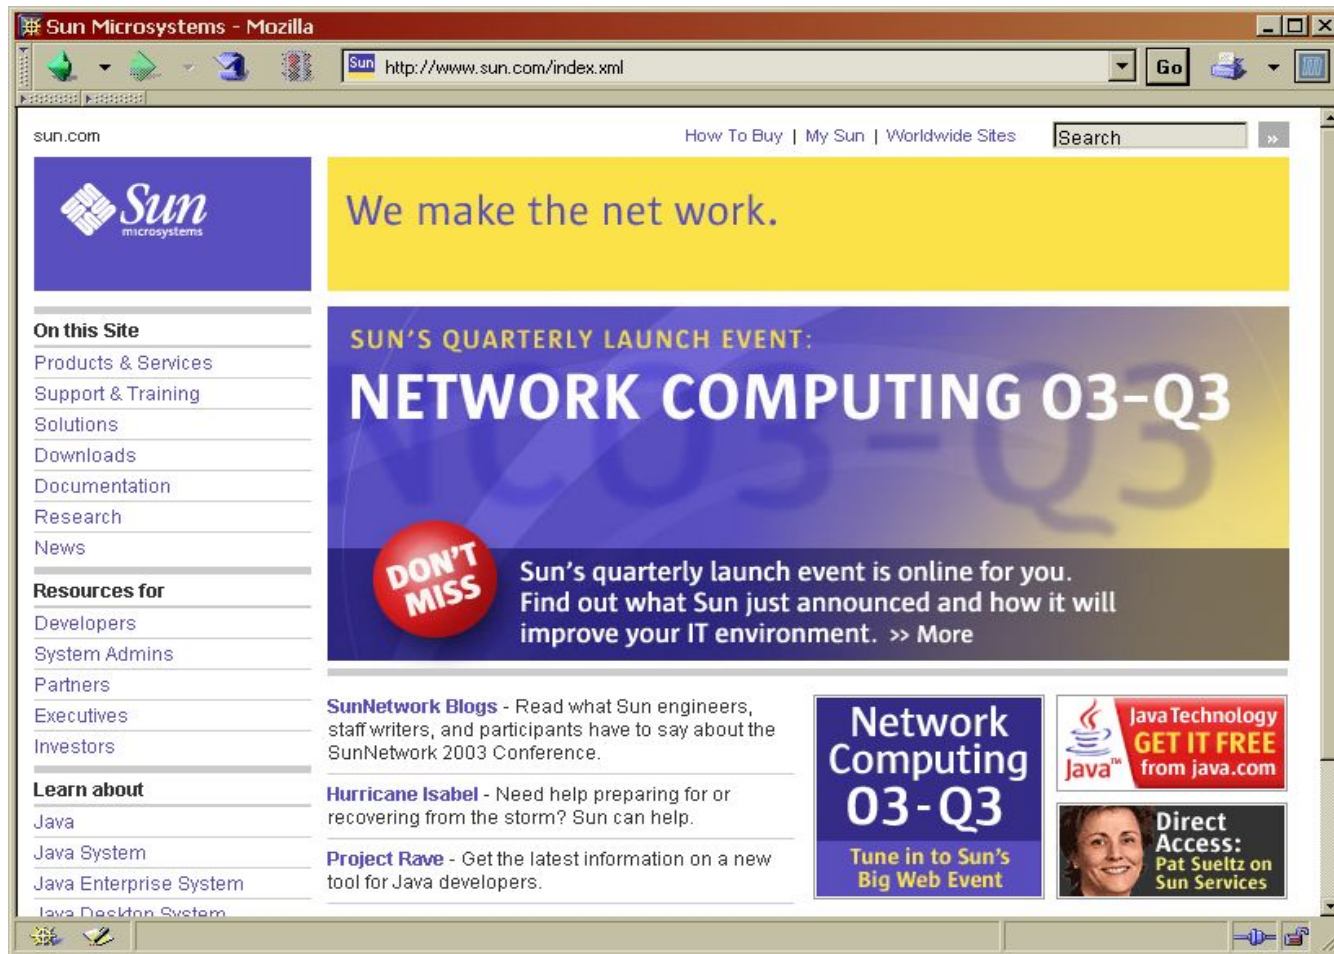 Sun Microsystems - Mozilla
Sun http://www.sun.com/index.xml Go
sun.com
How To Buy | My Sun | Worldwide Sites Search »
Sun
microsystems
We make the net work.
On this Site
Products & Services
Support & Training
Solutions
Downloads
Documentation
Research
News
Resources for
Developers
System Admins
Partners
Executives
Investors
Learn about
Java
Java System
Java Enterprise System
Java Desktop System
SUN'S QUARTERLY LAUNCH EVENT:
NETWORK COMPUTING 03-Q3
NC03-Q3
DON'T
MISS
Sun's quarterly launch event is online for you.
Find out what Sun just announced and how it will
improve your IT environment. >> More
SunNetwork Blogs - Read what Sun engineers,
staff writers, and participants have to say about the
SunNetwork 2003 Conference.
Hurricane Isabel - Need help preparing for or
recovering from the storm? Sun can help.
Project Rave - Get the latest information on a new
tool for Java developers.
Network
Computing
03-Q3
Tune in to Sun's
Big Web Event
Java™
Java Technology
GET IT FREE
from java.com
Direct
Access:
Pat Sueltz on
Sun Services